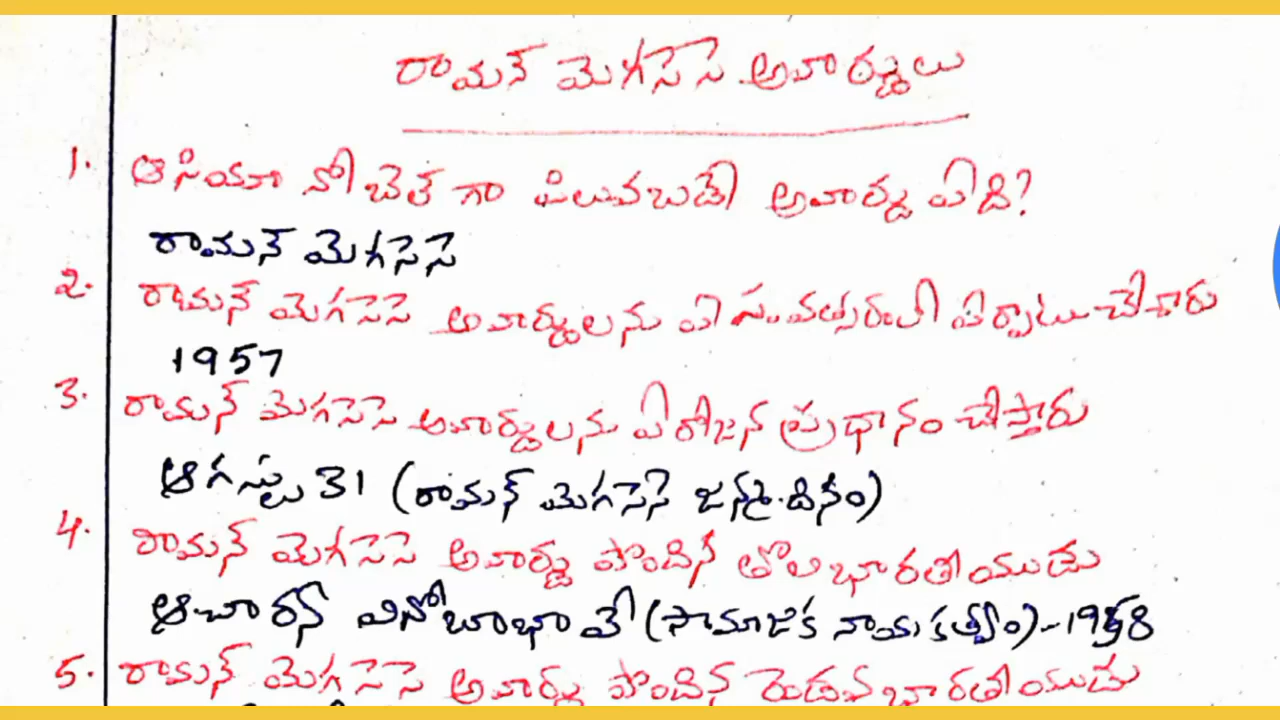 రామన్ మెగసెసె అవార్డులు
1. ఆసియా నోబెల్ గా పిలువబడే అవార్డు ఏది?
రామన్ మెగసెసె
2. రామన్ మెగసెసె అవార్డులను ఏ సంవత్సరంలో ఏర్పాటు చేశారు
1957
3. రామన్ మెగసెసె అవార్డులను ఏ రోజున ప్రధానం చేస్తారు
ఆగస్టు 31 (రామన్ మెగసెసె జన్మదినం)
4. రామన్ మెగసెసె అవార్డు పొందిన తొలి భారతీయుడు
వినోబాభావే (సామాజిక నాయకత్వం) - 1958
5. రామన్ మెగసెసె అవార్డు పొందిన రెండవ భారతీయుడు